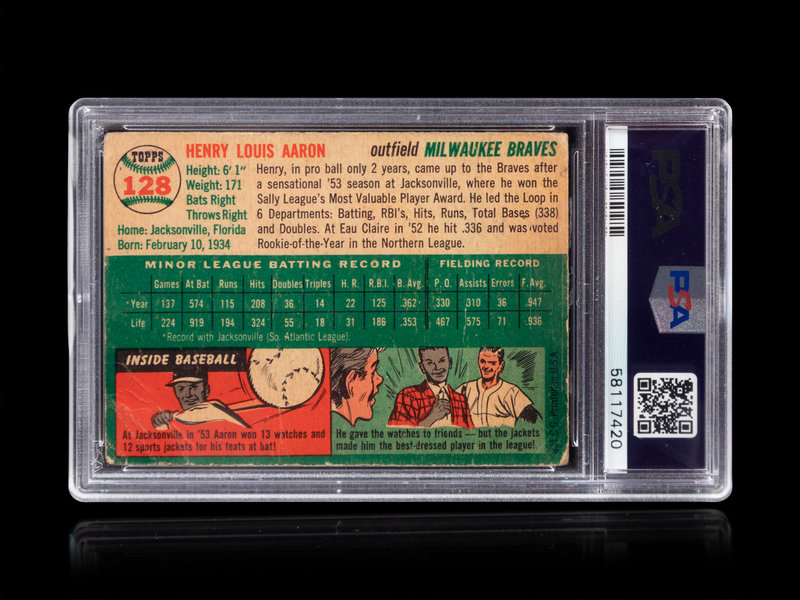 TOPPS
128
HENRY LOUIS AARON outfield MILWAUKEE BRAVES
Height: 6' 1"
Weight: 171
Bats Right
Throws Right
Home: Jacksonville, Florida
Born: February 10, 1934
Henry, in pro ball only 2 years, came up to the Braves after
a sensational '53 season at Jacksonville, where he won the
Sally League's Most Valuable Player Award. He led the Loop in
6 Departments: Batting, RBI's, Hits, Runs, Total Bases (338)
and Doubles. At Eau Claire in '52 he hit .336 and was voted
Rookie-of-the-Year in the Northern League.
MINOR LEAGUE BATTING RECORD FIELDING RECORD
Games At Bat Runs Hits Doubles Triples H. R. R.B.I. B. Avg. P. O. Assists Errors F. Avg.
*Year 137 574 115 208 36 14 22 125 .362 330 310 36 .947
Life 224 919 194 324 55 18 31 186 .353 467 575 71 .936
*Record with Jacksonville (So. Atlantic League).
INSIDE BASEBALL
At Jacksonville in '53 Aaron won 13 watches and
12 sports jackets for his feats at bat!
He gave the watches to friends — but the jackets
made him the best-dressed player in the league!
T.C.G. Printed in U.S.A.
58117420
PSA
PSA